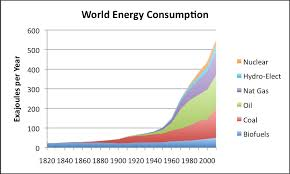 World Energy Consumption
Exajoules per Year
600
500
400
300
200
100
0
1820 1840 1860 1880 1900 1920 1940 1960 1980 2000
Nuclear
Hydro-Elect
Nat Gas
Oil
Coal
Biofuels